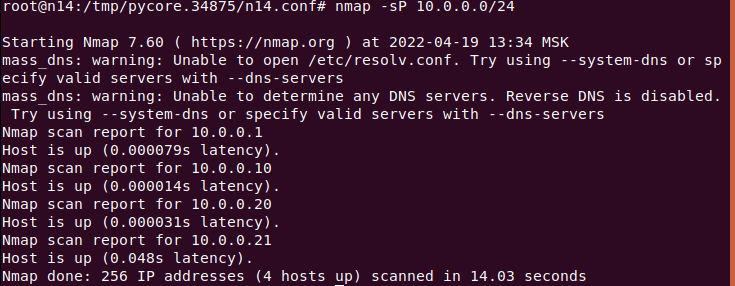 root@n14:/tmp/pycore.34875/n14.conf# nmap -sP 10.0.0.0/24

Starting Nmap 7.60 ( https://nmap.org ) at 2022-04-19 13:34 MSK
mass_dns: warning: Unable to open /etc/resolv.conf. Try using --system-dns or sp
ecify valid servers with --dns-servers
mass_dns: warning: Unable to determine any DNS servers. Reverse DNS is disabled.
 Try using --system-dns or specify valid servers with --dns-servers
Nmap scan report for 10.0.0.1
Host is up (0.000079s latency).
Nmap scan report for 10.0.0.10
Host is up (0.000014s latency).
Nmap scan report for 10.0.0.20
Host is up (0.000031s latency).
Nmap scan report for 10.0.0.21
Host is up (0.048s latency).
Nmap done: 256 IP addresses (4 hosts up) scanned in 14.03 seconds